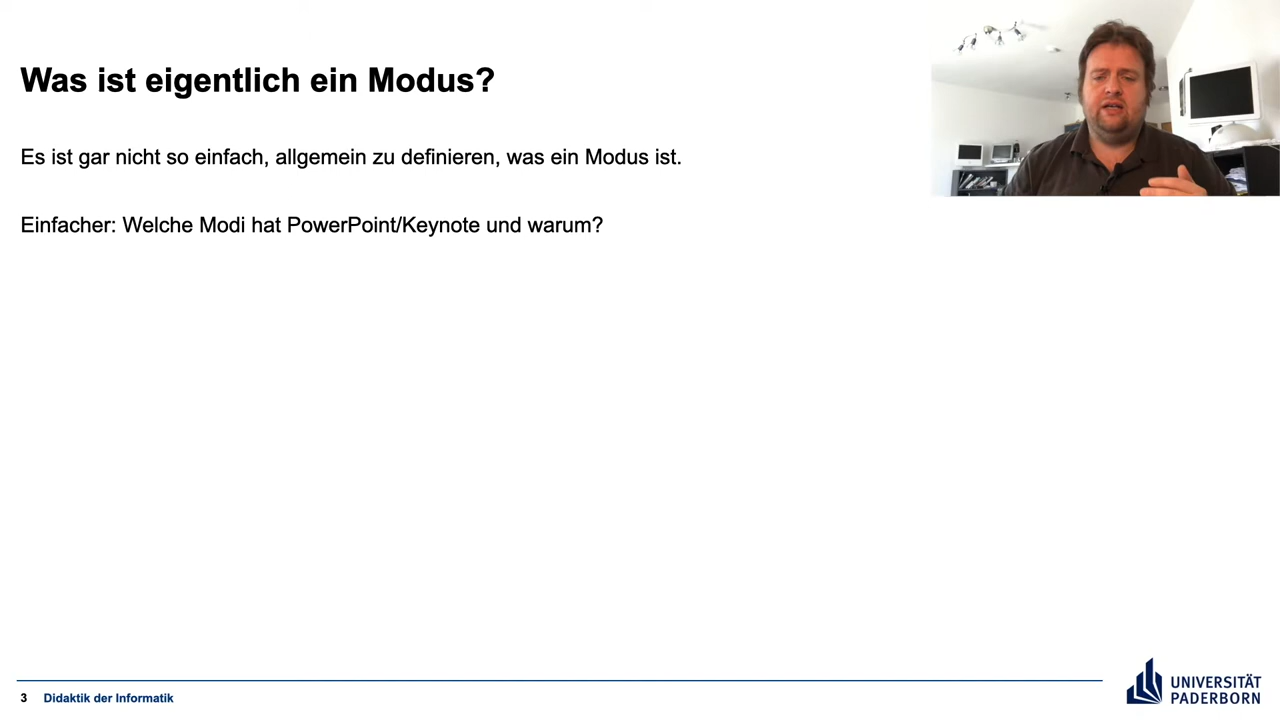 Was ist eigentlich ein Modus?
Es ist gar nicht so einfach, allgemein zu definieren, was ein Modus ist.
Einfacher: Welche Modi hat PowerPoint/Keynote und warum?
3 Didaktik der Informatik
UNIVERSITÄT
PADERBORN